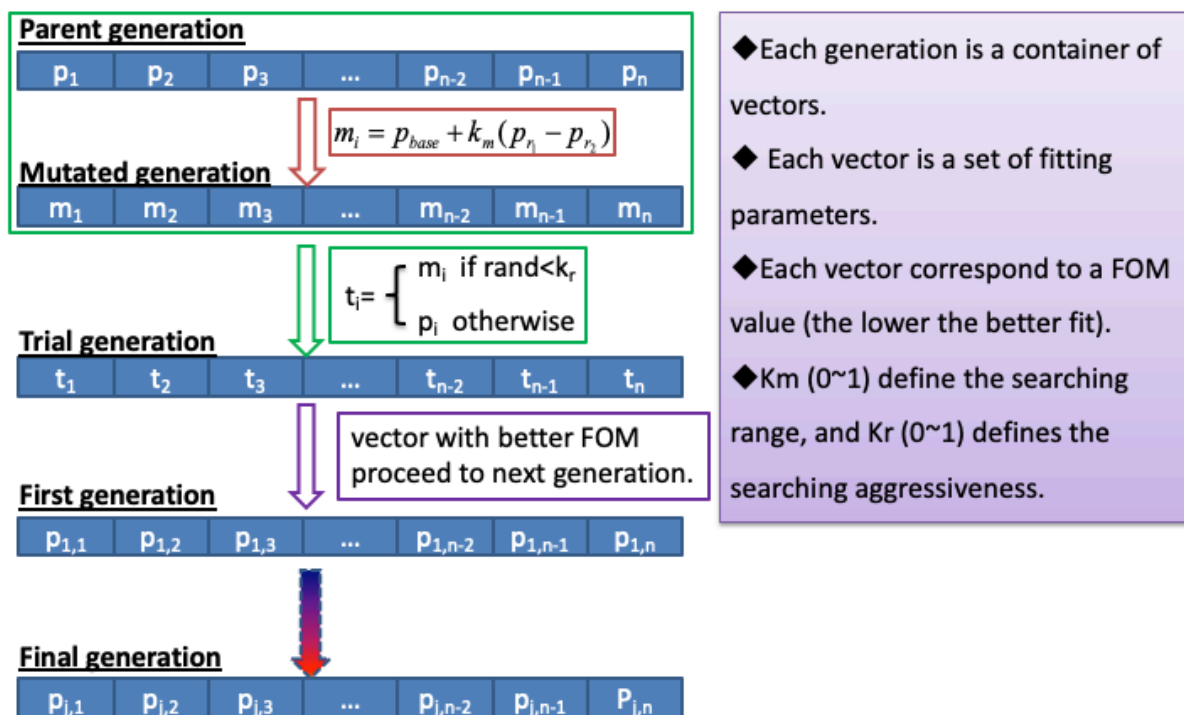 Parent generation
p₁ p₂ p₃ ... pₙ₋₂ pₙ₋₁ pₙ
mᵢ = p_base + kₘ(p_r₁ − p_r₂)
Mutated generation
m₁ m₂ m₃ ... mₙ₋₂ mₙ₋₁ mₙ
tᵢ= { mᵢ if rand<kᵣ
pᵢ otherwise
Trial generation
t₁ t₂ t₃ ... tₙ₋₂ tₙ₋₁ tₙ
vector with better FOM
proceed to next generation.
First generation
p₁,₁ p₁,₂ p₁,₃ ... p₁,ₙ₋₂ p₁,ₙ₋₁ p₁,ₙ
Final generation
pⱼ,₁ pⱼ,₂ pⱼ,₃ ... pⱼ,ₙ₋₂ pⱼ,ₙ₋₁ Pⱼ,ₙ
◆Each generation is a container of
vectors.
◆ Each vector is a set of fitting
parameters.
◆Each vector correspond to a FOM
value (the lower the better fit).
◆Km (0~1) define the searching
range, and Kr (0~1) defines the
searching aggressiveness.